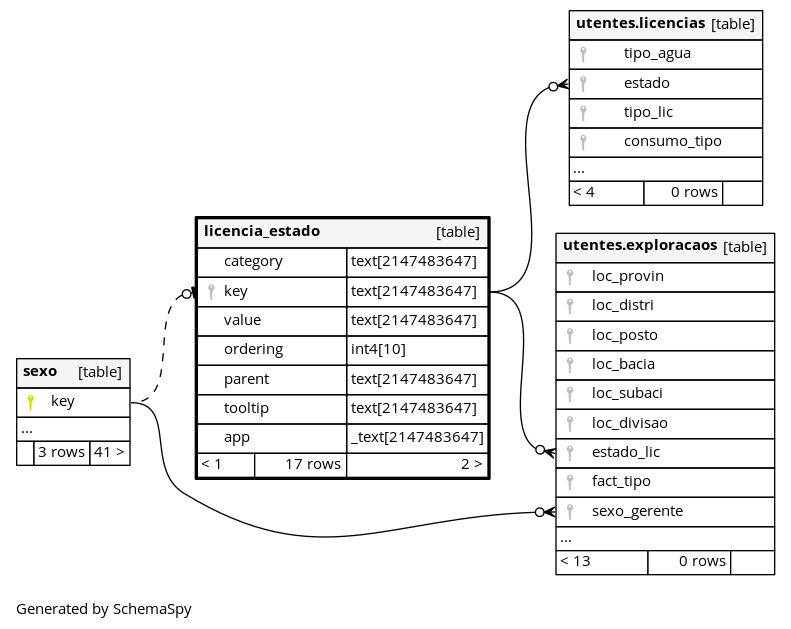 utentes.licencias [table]
tipo_agua
estado
tipo_lic
consumo_tipo
...
< 4 0 rows
licencia_estado [table]
category text[2147483647]
key text[2147483647]
value text[2147483647]
ordering int4[10]
parent text[2147483647]
tooltip text[2147483647]
app _text[2147483647]
< 1 17 rows 2 >
utentes.exploracaos [table]
loc_provin
loc_distri
loc_posto
loc_bacia
loc_subaci
loc_divisao
estado_lic
fact_tipo
sexo_gerente
...
< 13 0 rows
sexo [table]
key
...
3 rows 41 >
Generated by SchemaSpy